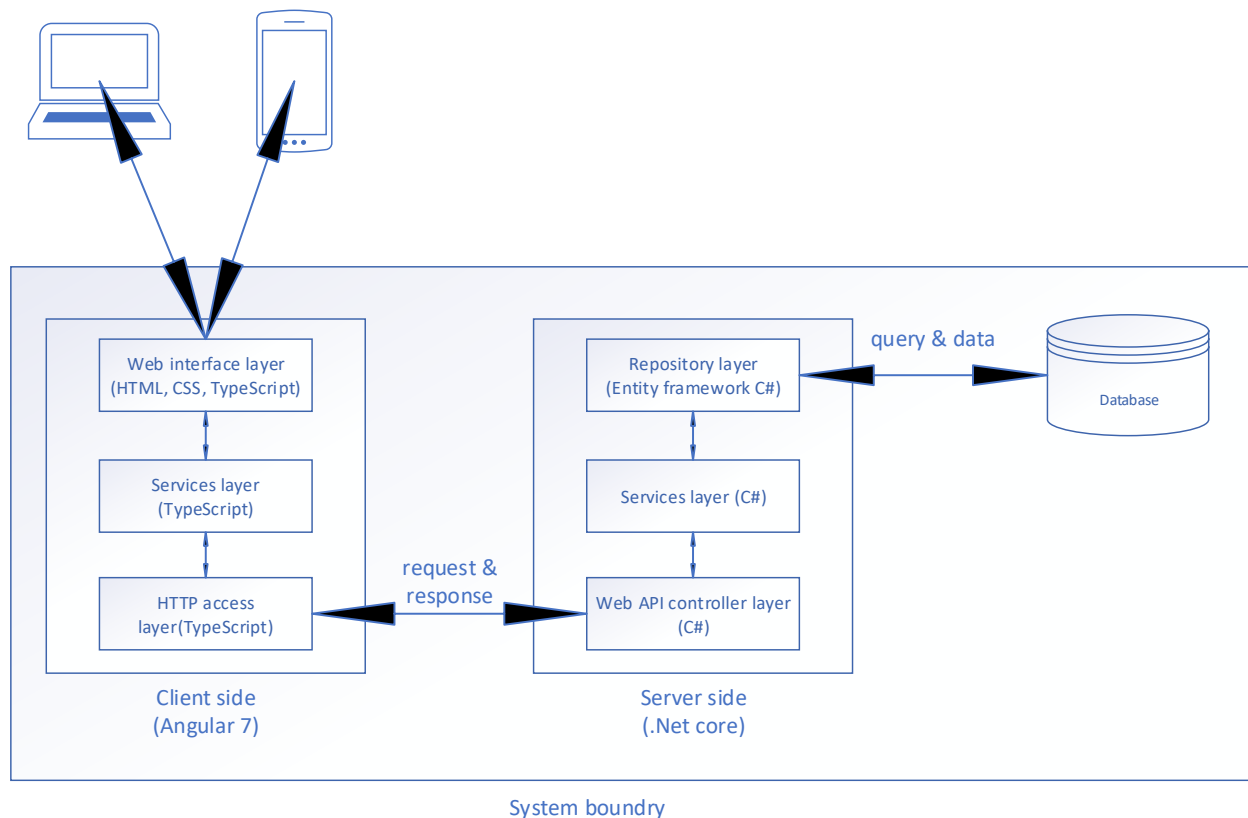 Web interface layer
(HTML, CSS, TypeScript)
Services layer
(TypeScript)
HTTP access
layer(TypeScript)
Client side
(Angular 7)
request &
response
Repository layer
(Entity framework C#)
Services layer (C#)
Web API controller layer
(C#)
Server side
(.Net core)
query & data
Database
System boundry